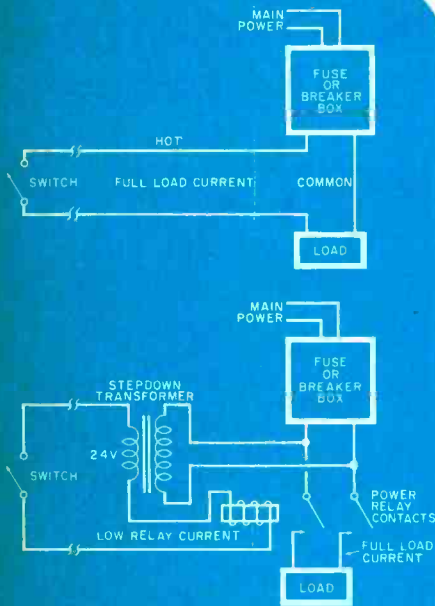 MAIN
POWER
FUSE
OR
BREAKER
BOX
HOT
SWITCH
FULL LOAD CURRENT
COMMON
LOAD
MAIN
POWER
FUSE
OR
BREAKER
BOX
STEPDOWN
TRANSFORMER
24V
SWITCH
POWER
RELAY
CONTACTS
LOW RELAY CURRENT
FULL LOAD
CURRENT
LOAD